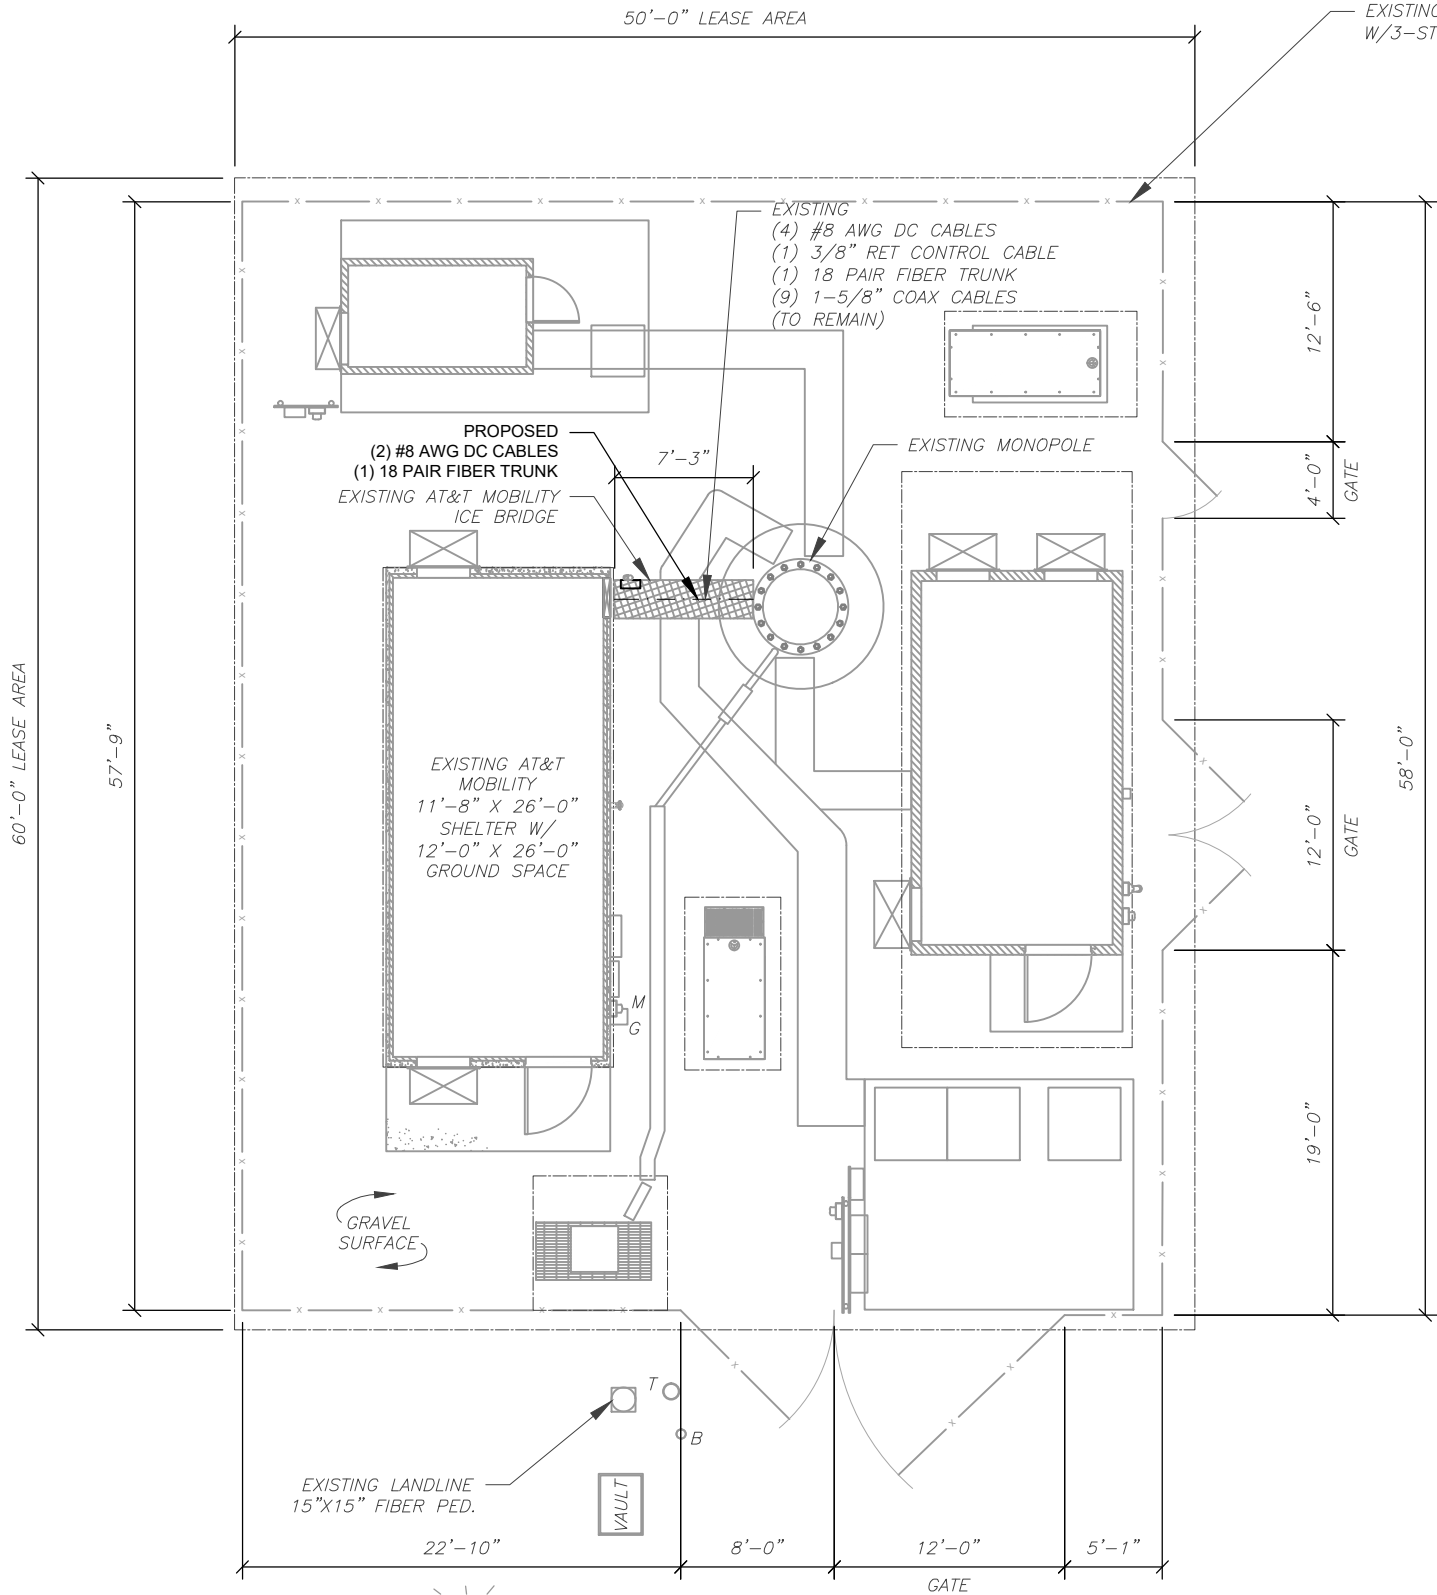 50'-0" LEASE AREA
EXISTING
W/3-ST
EXISTING
(4) #8 AWG DC CABLES
(1) 3/8" RET CONTROL CABLE
(1) 18 PAIR FIBER TRUNK
(9) 1-5/8" COAX CABLES
(TO REMAIN)
12'-6"
PROPOSED
(2) #8 AWG DC CABLES
(1) 18 PAIR FIBER TRUNK
EXISTING AT&T MOBILITY
ICE BRIDGE
7'-3"
EXISTING MONOPOLE
4'-0"
GATE
60'-0" LEASE AREA
57'-9"
EXISTING AT&T
MOBILITY
11'-8" X 26'-0"
SHELTER W/
12'-0" X 26'-0"
GROUND SPACE
58'-0"
12'-0"
GATE
M
G
19'-0"
GRAVEL
SURFACE
T
B
EXISTING LANDLINE
15"X15" FIBER PED.
VAULT
22'-10"
8'-0"
12'-0"
GATE
5'-1"